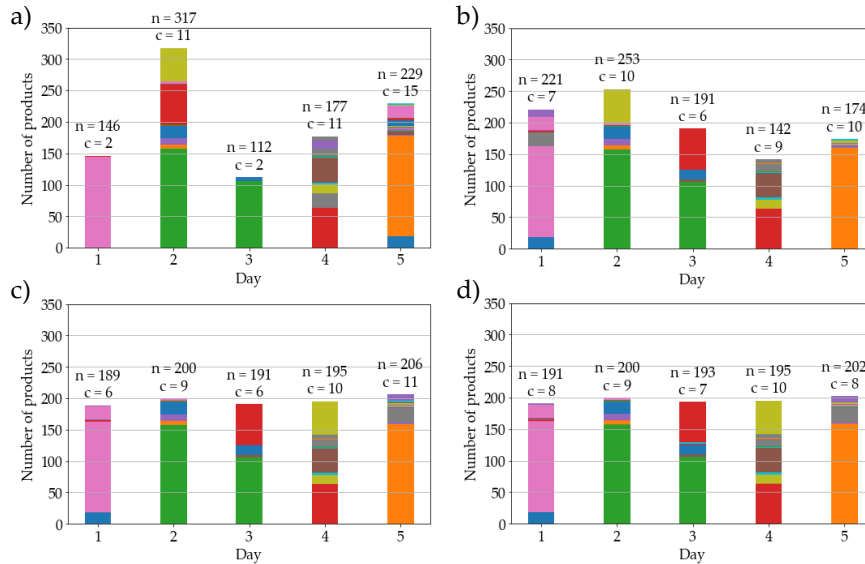 a)
350
300
250
200
150
100
50
0
Number of products
n = 146
c = 2
n = 317
c = 11
n = 112
c = 2
n = 177
c = 11
n = 229
c = 15
1 2 3 4 5
Day
b)
350
300
250
200
150
100
50
0
Number of products
n = 221
c = 7
n = 253
c = 10
n = 191
c = 6
n = 142
c = 9
n = 174
c = 10
1 2 3 4 5
Day
c)
350
300
250
200
150
100
50
0
Number of products
n = 189
c = 6
n = 200
c = 9
n = 191
c = 6
n = 195
c = 10
n = 206
c = 11
1 2 3 4 5
Day
d)
350
300
250
200
150
100
50
0
Number of products
n = 191
c = 8
n = 200
c = 9
n = 193
c = 7
n = 195
c = 10
n = 202
c = 8
1 2 3 4 5
Day